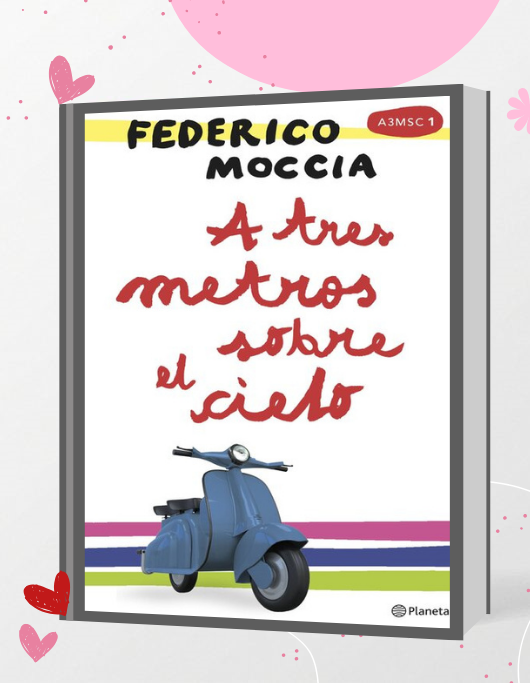 FEDERICO
MOCCIA
A3MSC 1
A tres
metros
sobre
el
cielo
Planeta